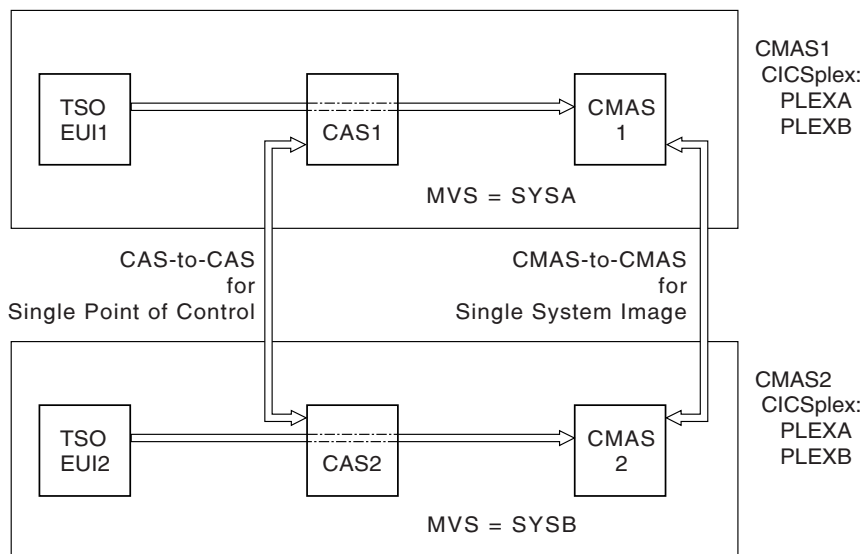 TSO
EUI1
CAS1
CMAS
1
MVS = SYSA
CMAS1
CICSplex:
PLEXA
PLEXB
CAS-to-CAS
for
Single Point of Control
CMAS-to-CMAS
for
Single System Image
TSO
EUI2
CAS2
CMAS
2
MVS = SYSB
CMAS2
CICSplex:
PLEXA
PLEXB